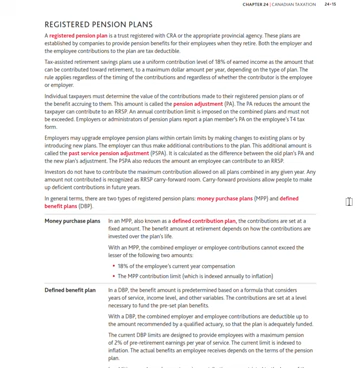 CHAPTER 24 | CANADIAN TAXATION 24•15
REGISTERED PENSION PLANS
A registered pension plan is a trust registered with CRA or the appropriate provincial agency. These plans are
established by companies to provide pension benefits for their employees when they retire. Both the employer and
the employee contributions to the plan are tax deductible.
Tax-assisted retirement savings plans use a uniform contribution level of 18% of earned income as the amount that
can be contributed toward retirement, to a maximum dollar amount per year, depending on the type of plan. The
rule applies regardless of the timing of the contributions and regardless of whether the contributor is the employee
or employer.
Individual taxpayers must determine the value of the contributions made to their registered pension plans or of
the benefit accruing to them. This amount is called the pension adjustment (PA). The PA reduces the amount the
taxpayer can contribute to an RRSP. An annual contribution limit is imposed on the combined plans and must not
be exceeded. Employers or administrators of pension plans report a plan member's PA on the employee's T4 tax
form.
Employers may upgrade employee pension plans within certain limits by making changes to existing plans or by
introducing new plans. The employer can thus make additional contributions to the plan. This additional amount is
called the past service pension adjustment (PSPA). It is calculated as the difference between the old plan's PA and
the new plan's adjustment. The PSPA also reduces the amount an employee can contribute to an RRSP.
Investors do not have to contribute the maximum contribution allowed on all plans combined in any given year. Any
amount not contributed is recognized as RRSP carry-forward room. Carry-forward provisions allow people to make
up deficient contributions in future years.
In general terms, there are two types of registered pension plans: money purchase plans (MPP) and defined
benefit plans (DBP).
Money purchase plans In an MPP, also known as a defined contribution plan, the contributions are set at a
fixed amount. The benefit amount at retirement depends on how the contributions are
invested over the plan's life.
With an MPP, the combined employer or employee contributions cannot exceed the
lesser of the following two amounts:
• 18% of the employee's current year compensation
• The MPP contribution limit (which is indexed annually to inflation)
Defined benefit plan In a DBP, the benefit amount is predetermined based on a formula that considers
years of service, income level, and other variables. The contributions are set at a level
necessary to fund the pre-set plan benefits.
With a DBP, the combined employer and employee contributions are deductible up to
the amount recommended by a qualified actuary, so that the plan is adequately funded.
The current DBP limits are designed to provide employees with a maximum pension
of 2% of pre-retirement earnings per year of service. The current limit is indexed to
inflation. The actual benefits an employee receives depends on the terms of the pension
plan.